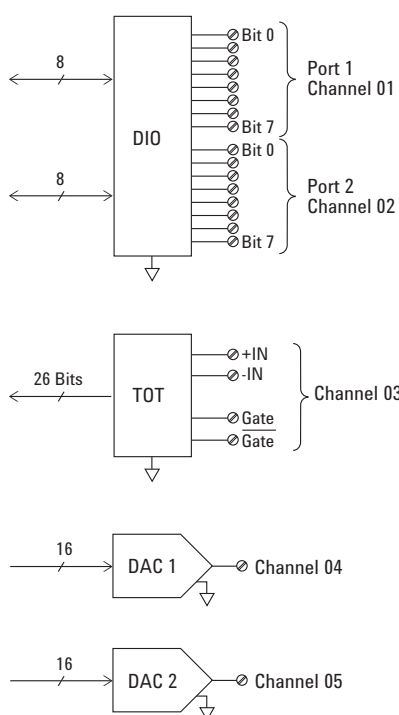 8
DIO
Bit 0
Bit 7
Port 1
Channel 01
8
Bit 0
Bit 7
Port 2
Channel 02
26 Bits
TOT
+IN
-IN
Gate
Gate
Channel 03
16
DAC 1
Channel 04
16
DAC 2
Channel 05